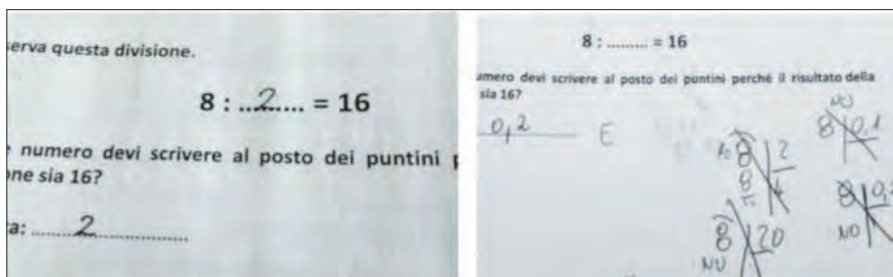 serva questa divisione.
8 : ...2...... = 16
numero devi scrivere al posto dei puntini
one sia 16?
a: ......2..................
8 : ......... = 16
umero devi scrivere al posto dei puntini perché il risultato della
sia 16?
0,2 E
NO
8 0,1
8 2
8 4
8 0,2
NO
8 20
NO